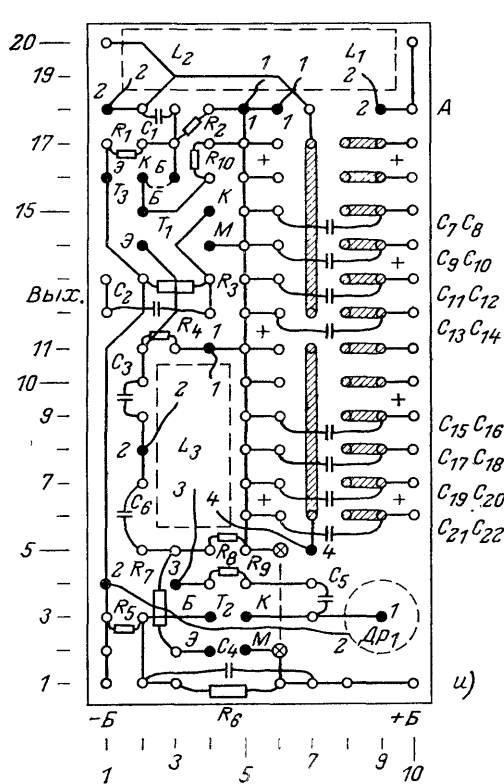 20 L2 L1
19 2 2 1 1 2
2 1 1 2 А
17 R1 C1 R2
Э К Б R10 +
Т3 Б
15 Т1 К C7 C8
Э М + C9 C10
Вых. C2 R3 C11 C12
R4 + C13 C14
11 1
C3
10 2 1 +
9 C15 C16
2 L3 C17 C18
7 3
C6 4 + + C19 C20
C21 C22
5 3 R8 R9 4
2 R7 C5
3 R5 Б Т2 К 1
2 ДР1
Э C4 М
1 R6 и)
–Б +Б
1 3 5 7 9 10